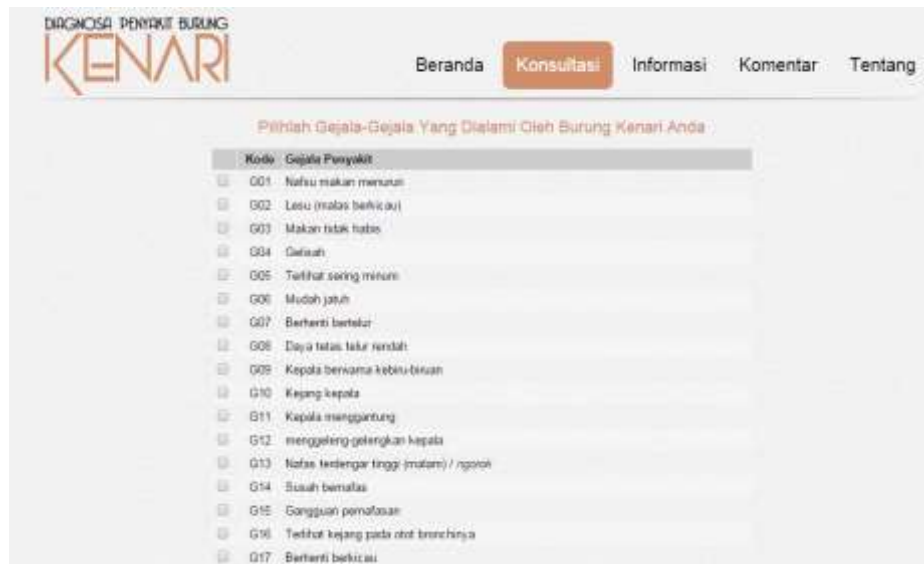 DIAGNOSA PENYAKIT BURUNG
KENARI
Beranda Konsultasi Informasi Komentar Tentang
Pilihlah Gejala-Gejala Yang Dialami Oleh Burung Kenari Anda
Kode Gejala Penyakit
G01 Nafsu makan menurun
G02 Lesu (malas berkicau)
G03 Makan tidak habis
G04 Gelisah
G05 Terlihat sering minum
G06 Mudah jatuh
G07 Berhenti bertelur
G08 Daya tetas telur rendah
G09 Kepala berwarna kebiru-biruan
G10 Kejang kepala
G11 Kepala menggantung
G12 menggeleng-gelengkan kepala
G13 Nafas terdengar tinggi (malam) / ngorok
G14 Susah bernafas
G15 Gangguan pernafasan
G16 Terlihat kejang pada otot bronchinya
G17 Berhenti berkicau